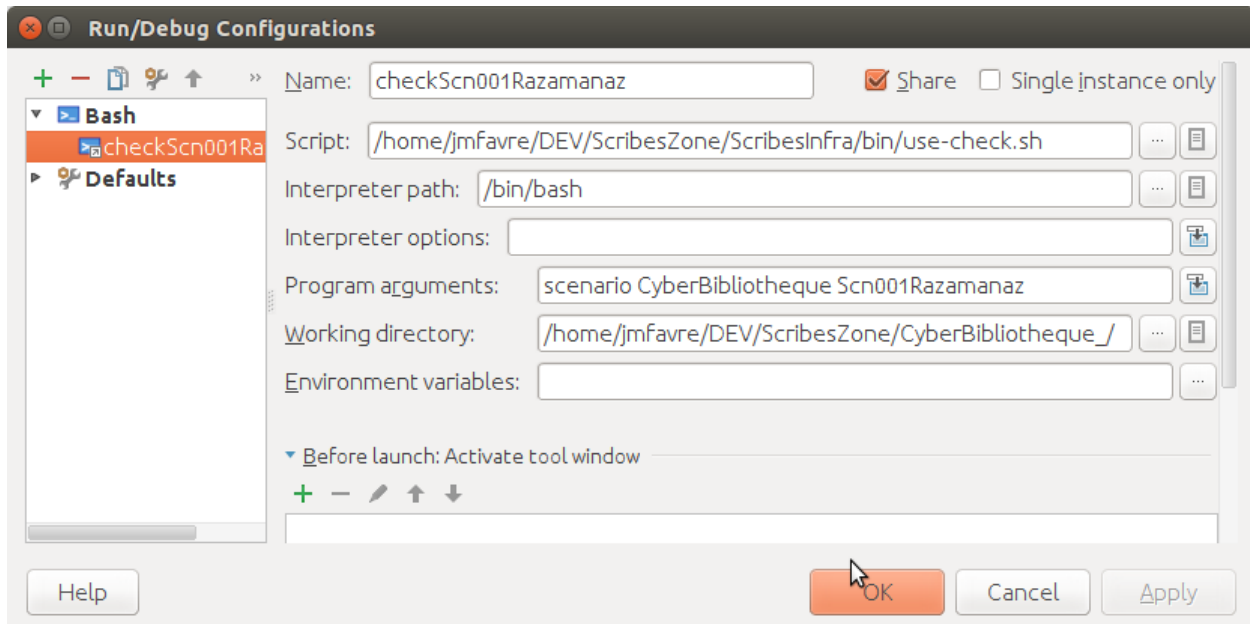 Run/Debug Configurations
»
Name: checkScn001Razamanaz Share Single instance only
Bash
checkScn001Ra
Defaults
Script: /home/jmfavre/DEV/ScribesZone/ScribesInfra/bin/use-check.sh ...
Interpreter path: /bin/bash ...
Interpreter options:
Program arguments: scenario CyberBibliotheque Scn001Razamanaz
Working directory: /home/jmfavre/DEV/ScribesZone/CyberBibliotheque_/ ...
Environment variables: ...
Before launch: Activate tool window
Help OK Cancel Apply